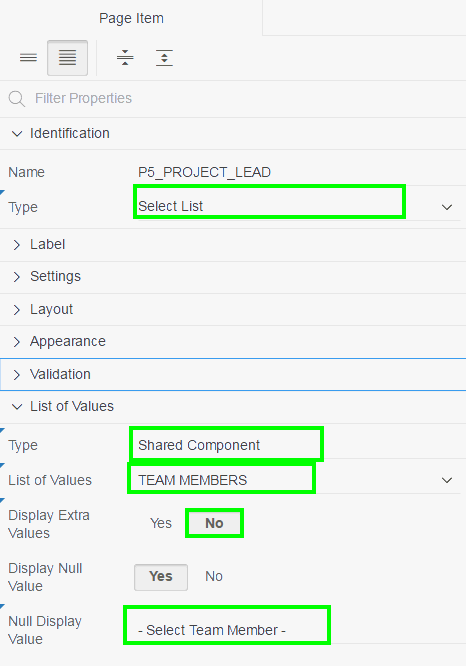 Page Item
Filter Properties
Identification
Name P5_PROJECT_LEAD
Type Select List
Label
Settings
Layout
Appearance
Validation
List of Values
Type Shared Component
List of Values TEAM MEMBERS
Display Extra Yes No
Values
Display Null Yes No
Value
Null Display
Value - Select Team Member -